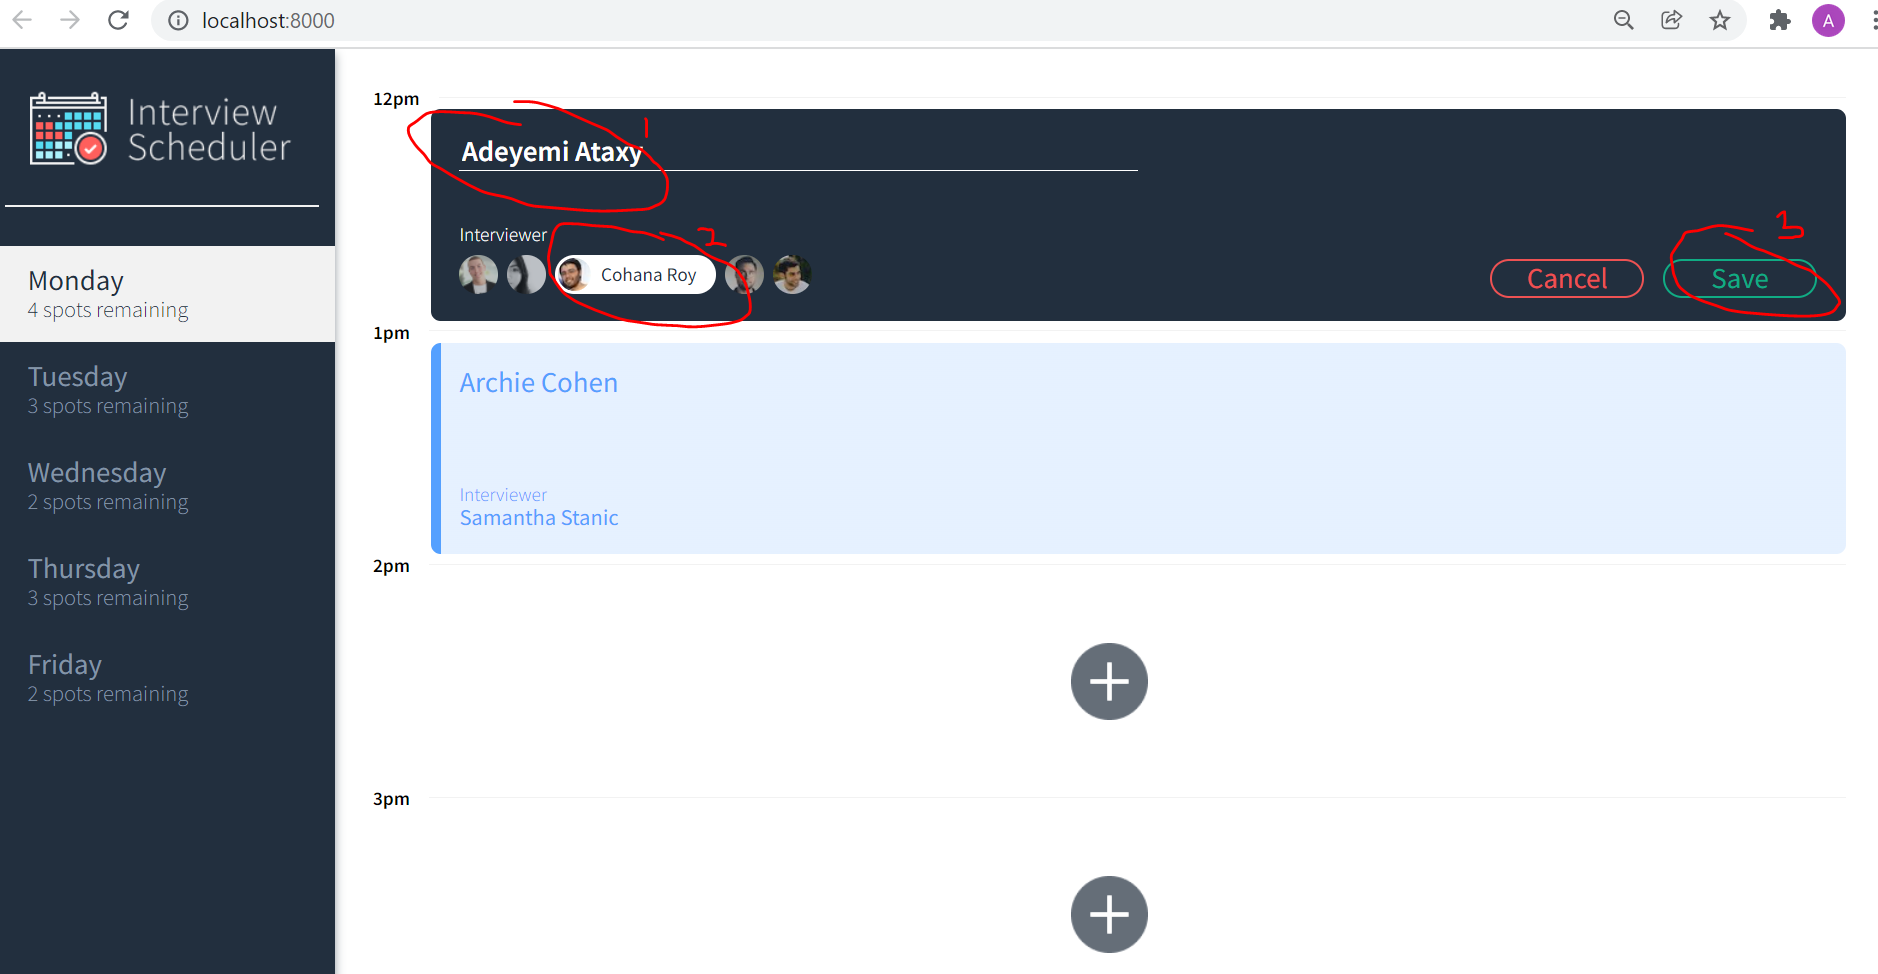 localhost:8000
A
Interview
Scheduler
Monday
4 spots remaining
Tuesday
3 spots remaining
Wednesday
2 spots remaining
Thursday
3 spots remaining
Friday
2 spots remaining
12pm
1
Adeyemi Ataxy
Interviewer
2
Cohana Roy
3
Cancel
Save
1pm
Archie Cohen
Interviewer
Samantha Stanic
2pm
3pm